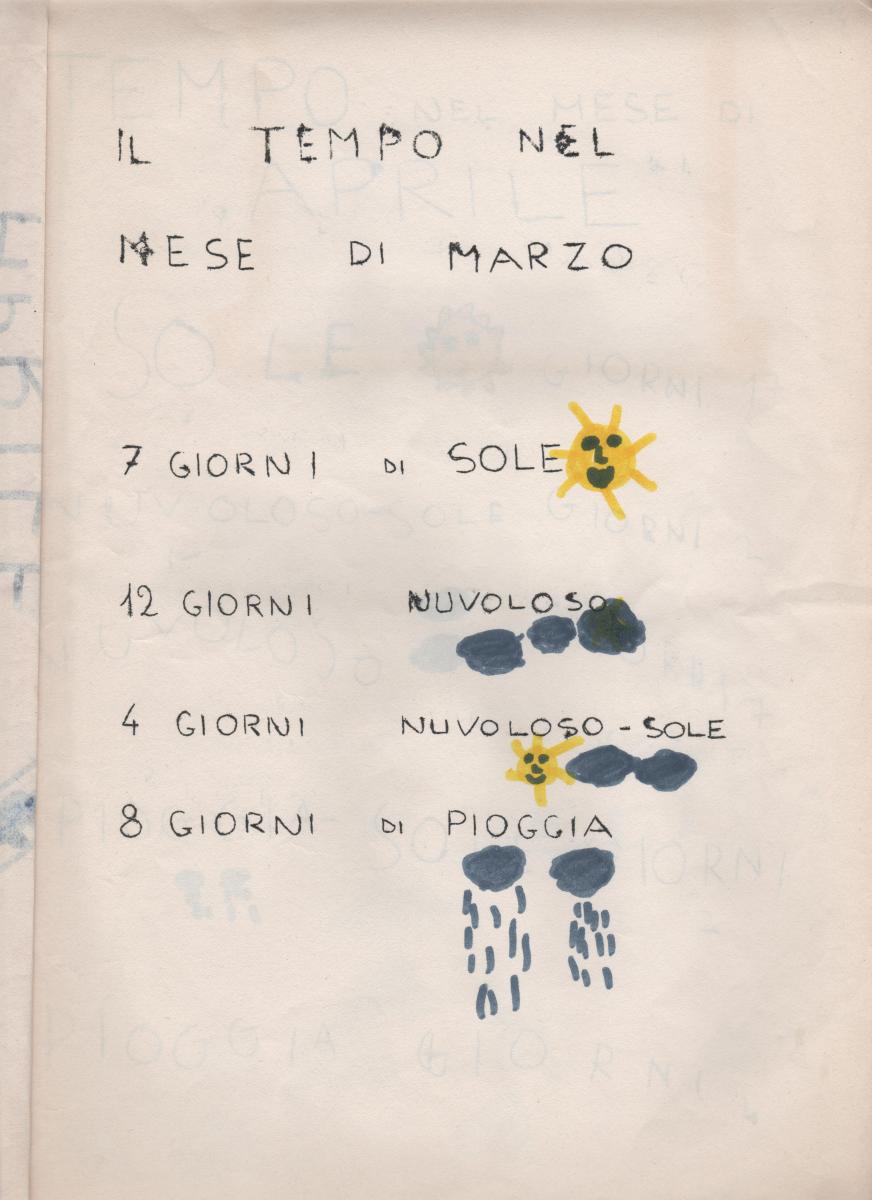 IL TEMPO NEL
MESE DI MARZO
7 GIORNI DI SOLE
12 GIORNI NUVOLOSO
4 GIORNI NUVOLOSO - SOLE
8 GIORNI DI PIOGGIA